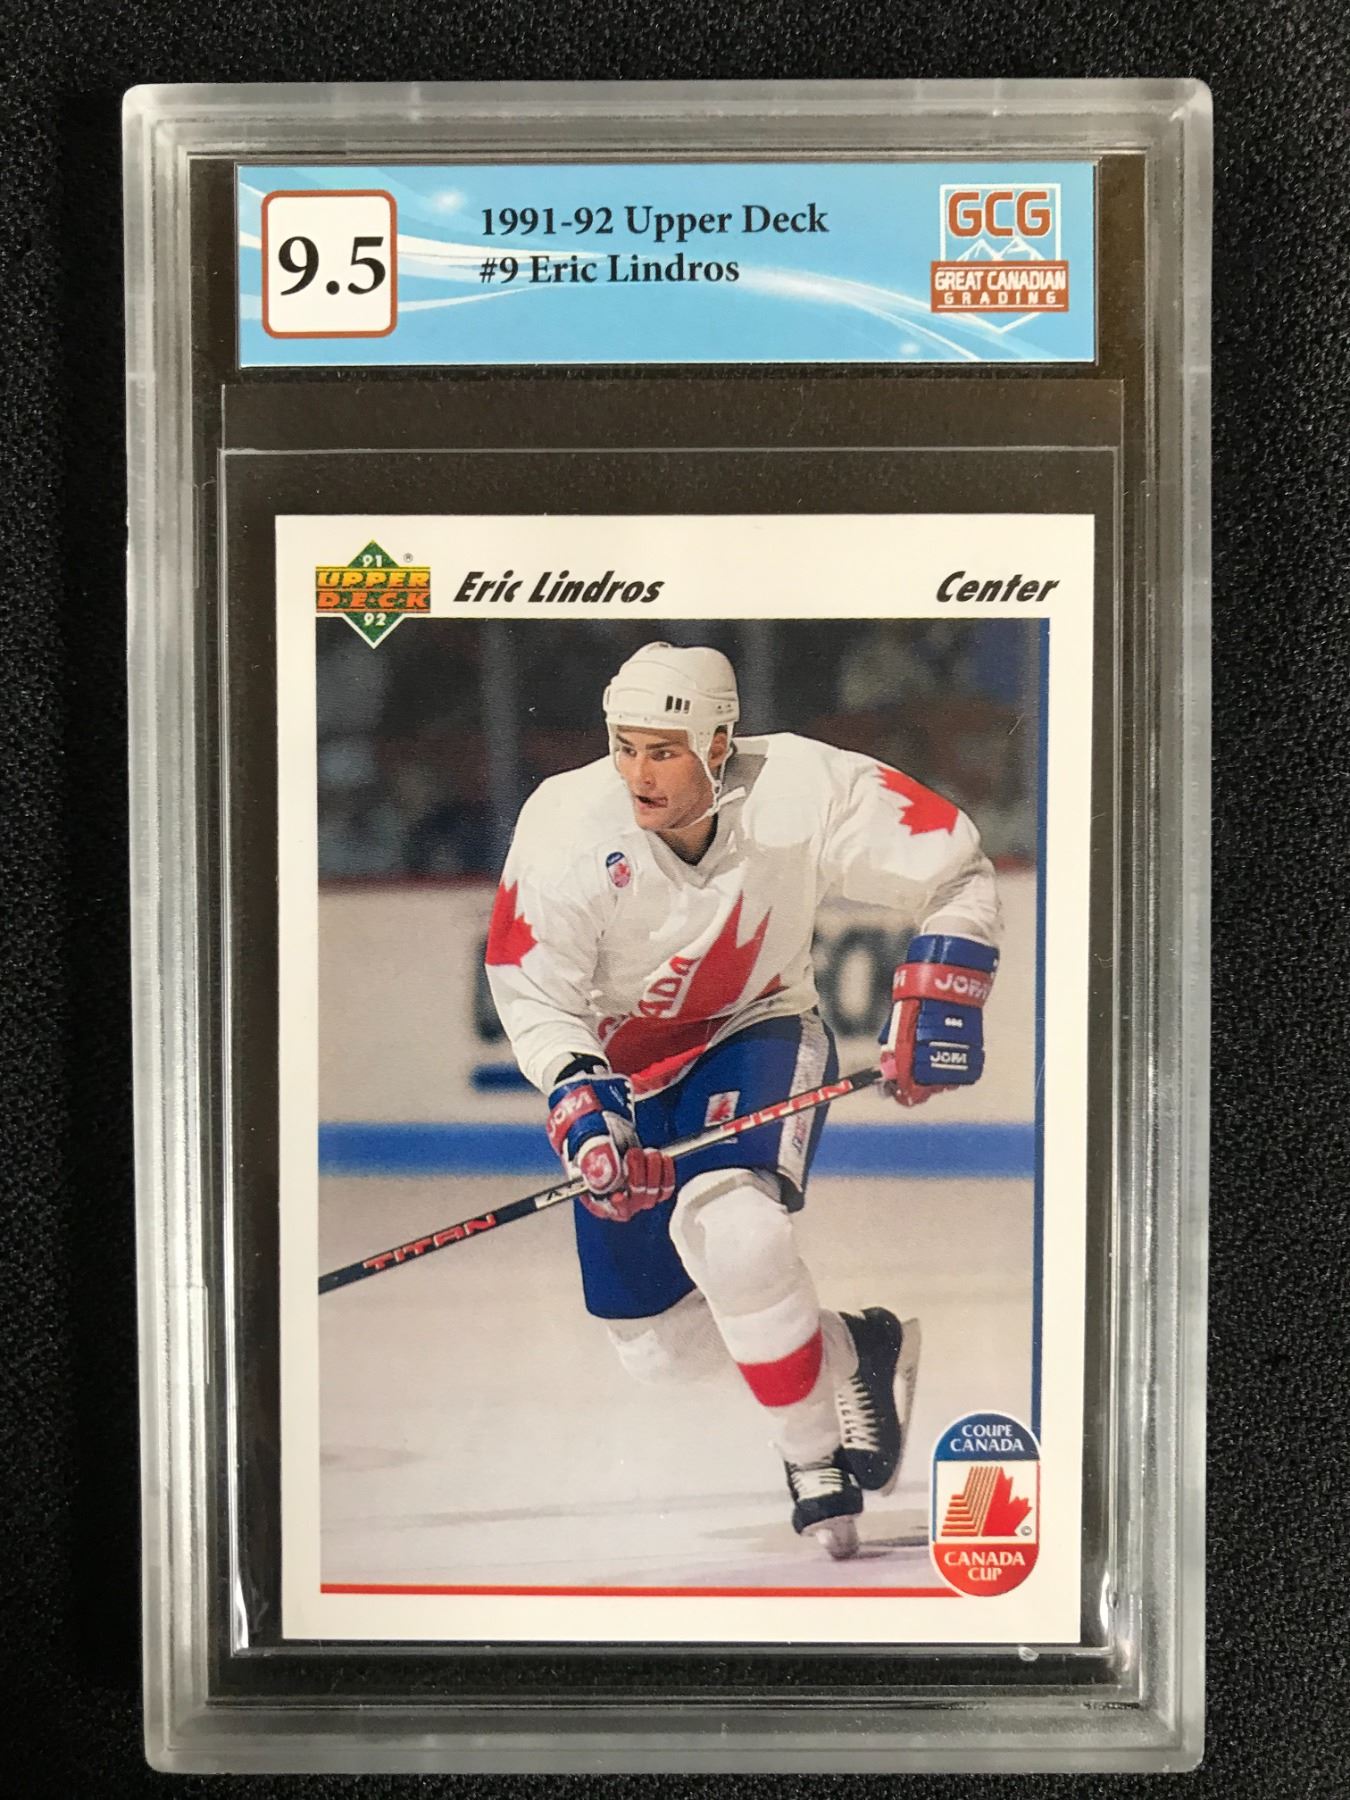 9.5
1991-92 Upper Deck
#9 Eric Lindros
GCG
GREAT CANADIAN
GRADING
91
UPPER
D·E·C·K
92
®
Eric Lindros
Center
CANADA
JOFA
JOFA
JOFA
TITAN
TITAN
COUPE
CANADA
©
CANADA
CUP